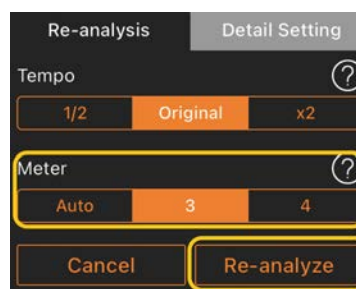 Re-analysis Detail Setting
Tempo ?
1/2 Original x2
Meter ?
Auto 3 4
Cancel Re-analyze